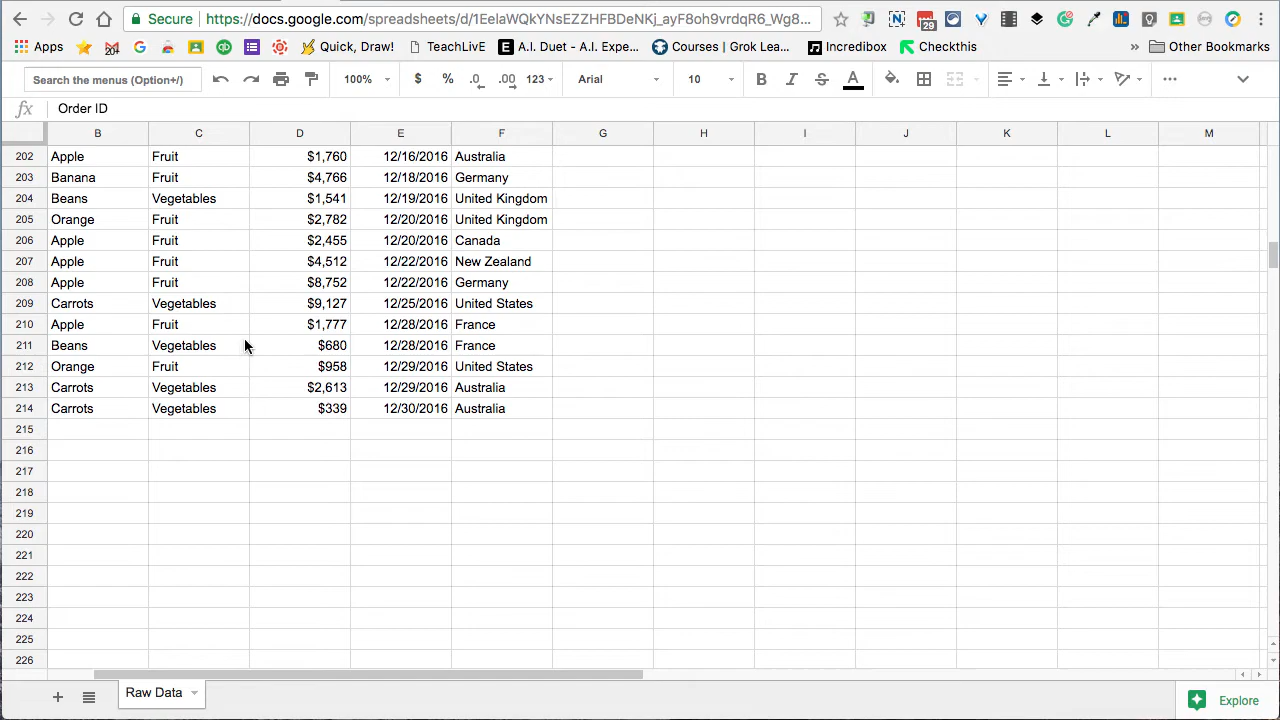 Secure https://docs.google.com/spreadsheets/d/1EelaWQkYNsEZZHFBDeNKj_ayF8oh9vrdqR6_Wg8...
29
Apps 201 Quick, Draw! TeachLIVE A.I. Duet - A.I. Expe... Courses | Grok Lea... Incredibox Checkthis » Other Bookmarks
Search the menus (Option+/) 100% $ % .0 .00 123 Arial 10 B I S A
fx Order ID
B C D E F G H I J K L M
202 Apple Fruit $1,760 12/16/2016 Australia
203 Banana Fruit $4,766 12/18/2016 Germany
204 Beans Vegetables $1,541 12/19/2016 United Kingdom
205 Orange Fruit $2,782 12/20/2016 United Kingdom
206 Apple Fruit $2,455 12/20/2016 Canada
207 Apple Fruit $4,512 12/22/2016 New Zealand
208 Apple Fruit $8,752 12/22/2016 Germany
209 Carrots Vegetables $9,127 12/25/2016 United States
210 Apple Fruit $1,777 12/28/2016 France
211 Beans Vegetables $680 12/28/2016 France
212 Orange Fruit $958 12/29/2016 United States
213 Carrots Vegetables $2,613 12/29/2016 Australia
214 Carrots Vegetables $339 12/30/2016 Australia
215
216
217
218
219
220
221
222
223
224
225
226
Raw Data
Explore